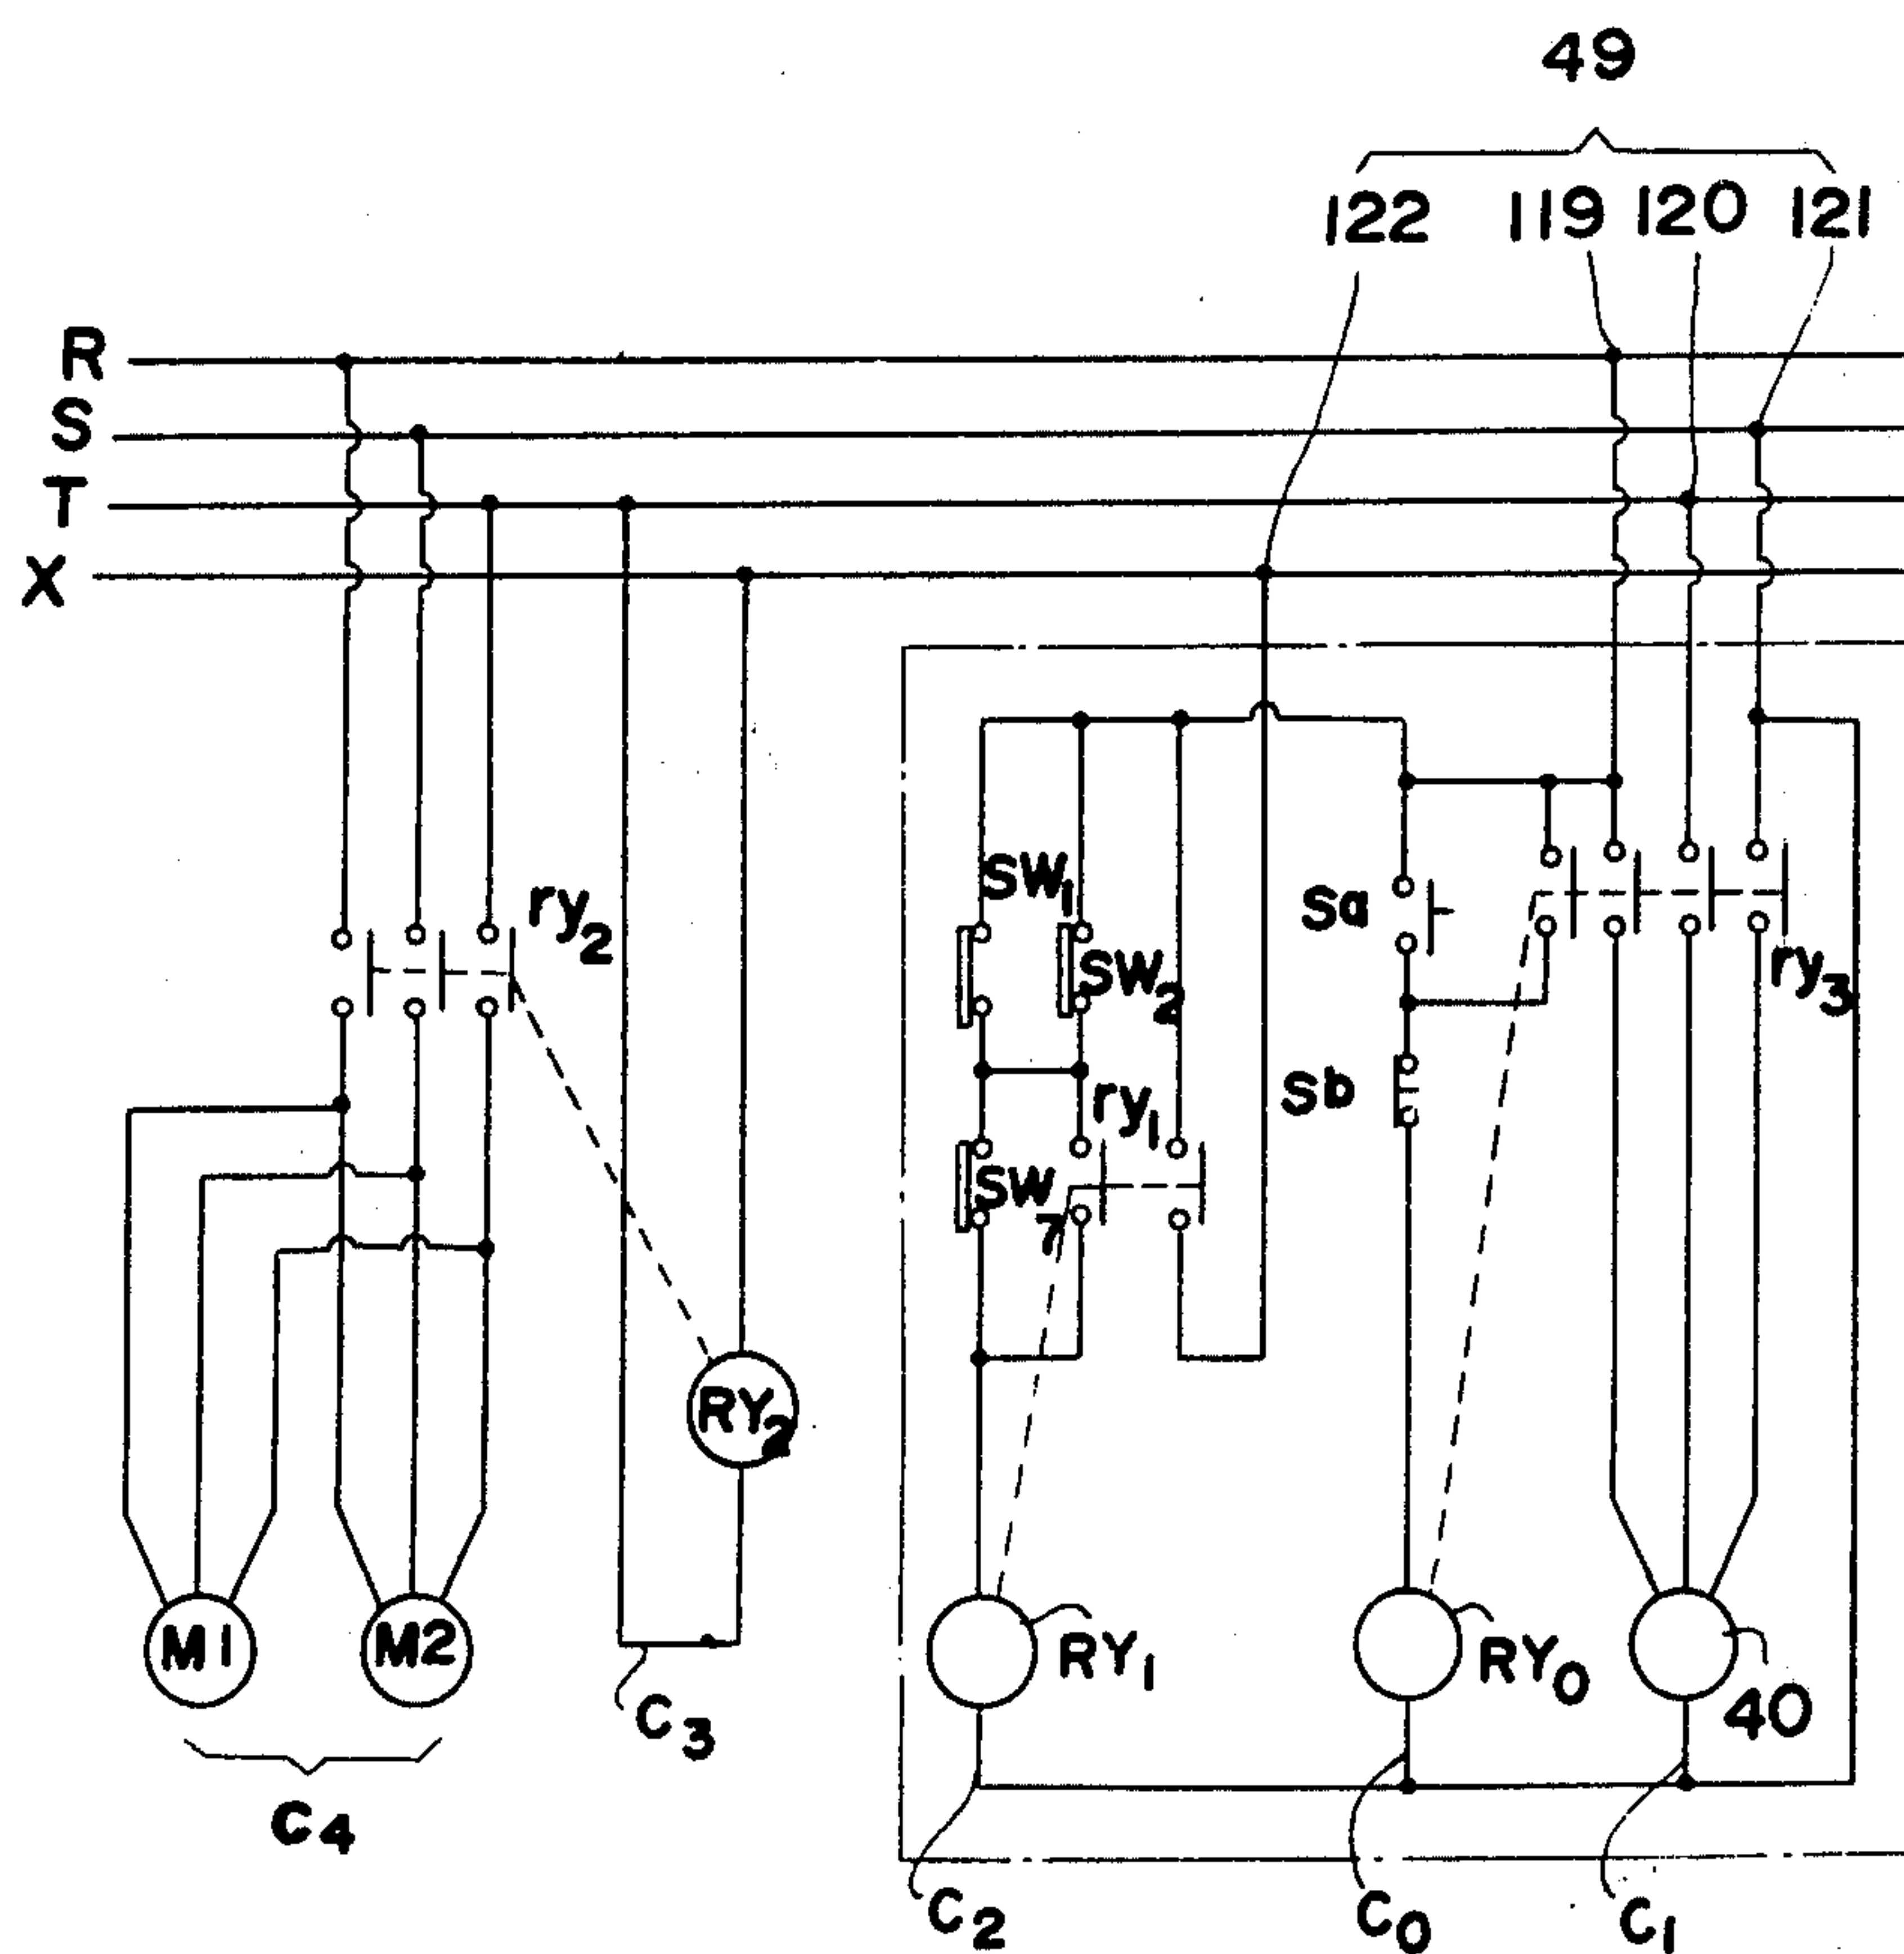 49
122 119 120 121
R
S
T
X
SW₁
ry₂
Sa
SW₂
ry₃
ry₁
Sb
SW₇
RY₂
M1 M2
RY₁
RY₀
40
C₃
C₄
C₂
C₀
C₁